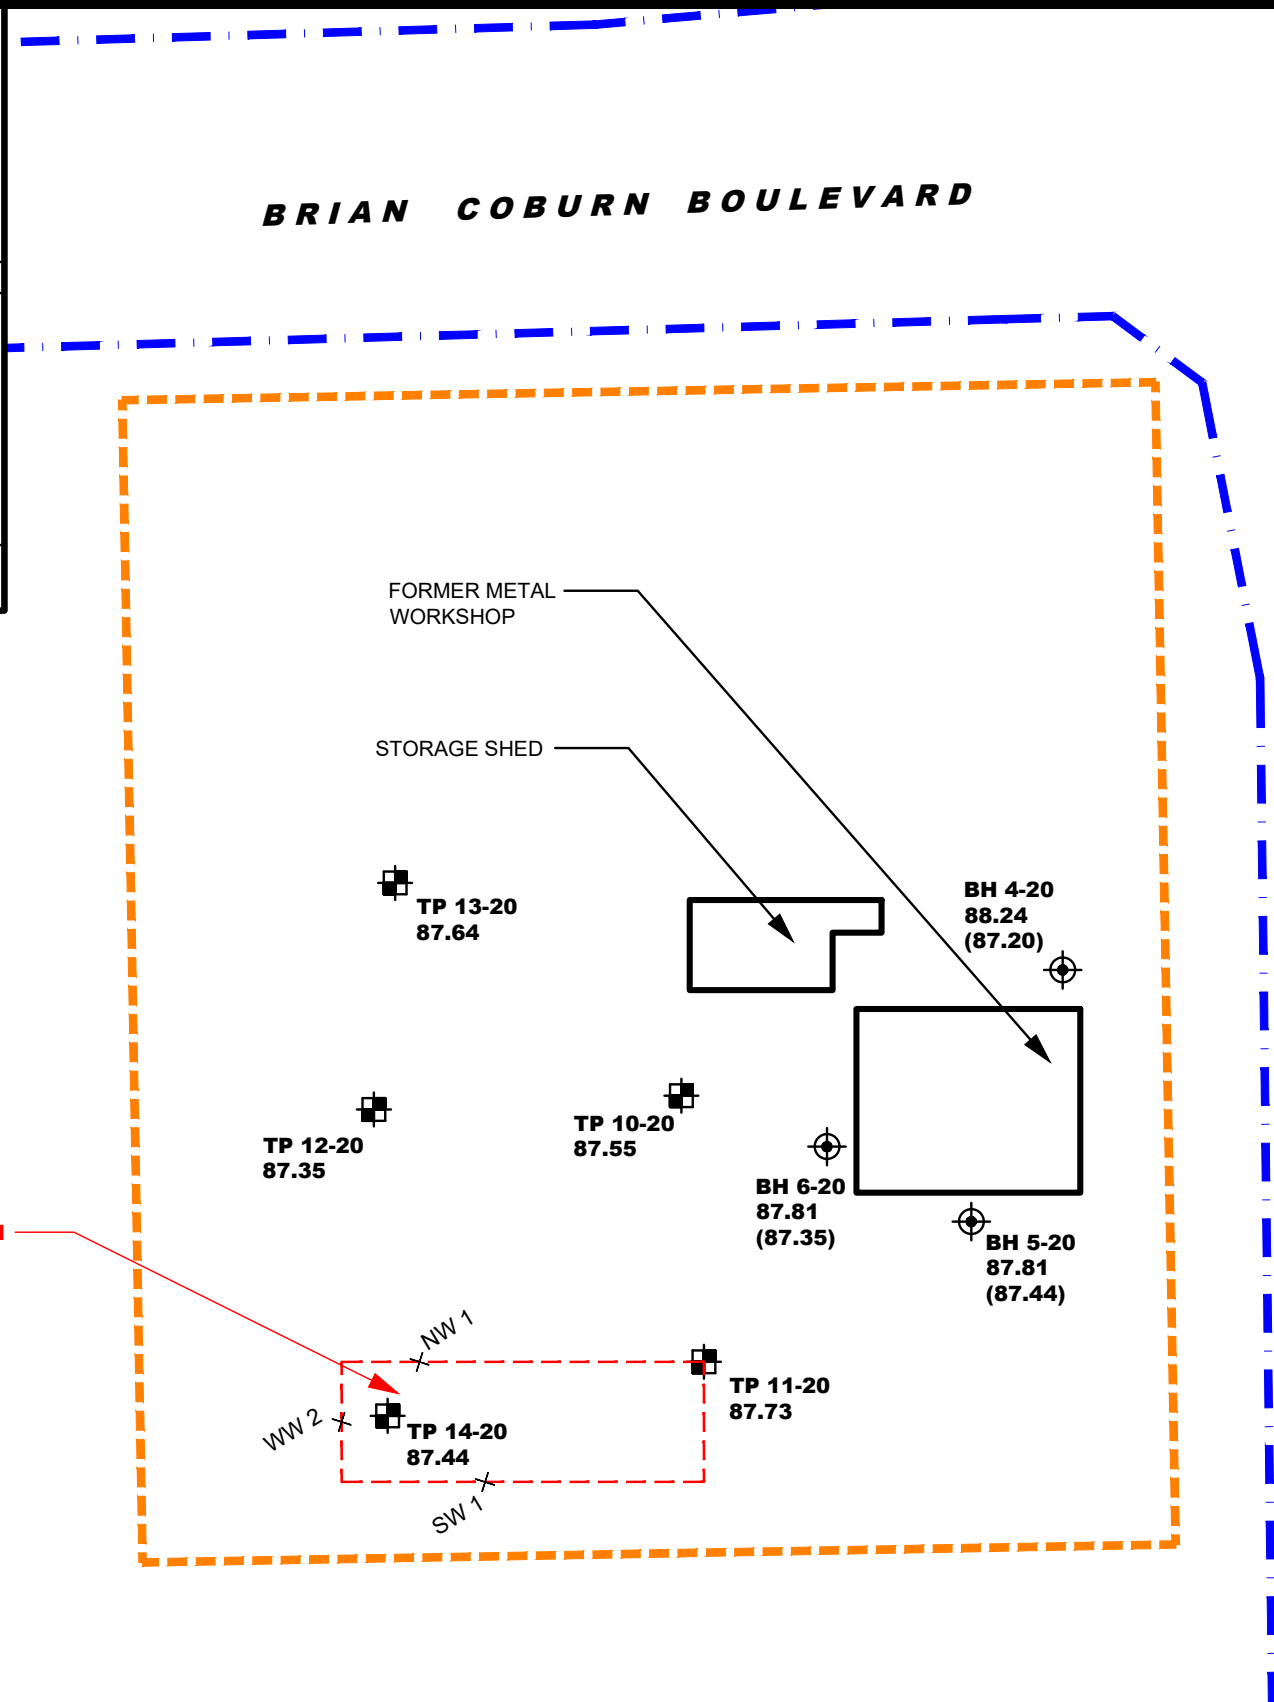 BRIAN COBURN BOULEVARD
FORMER METAL
WORKSHOP
STORAGE SHED
BH 4-20
88.24
(87.20)
TP 13-20
87.64
TP 12-20
87.35
TP 10-20
87.55
BH 6-20
87.81
(87.35)
BH 5-20
87.81
(87.44)
NW 1
TP 11-20
87.73
WW 2
TP 14-20
87.44
SW 1